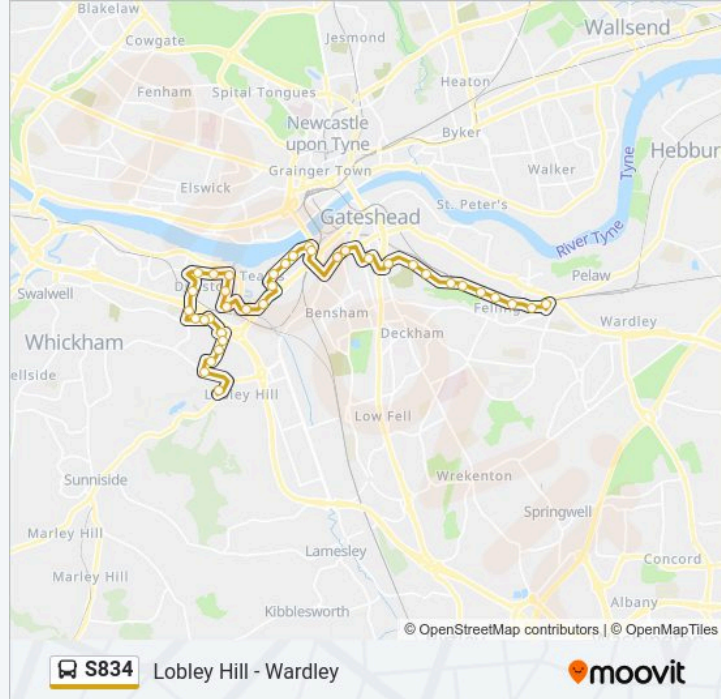 Blakelaw
Cowgate
Jesmond
Wallsend
Fenham
Spital Tongues
Heaton
Newcastle
upon Tyne
Byker
Hebbur
Grainger Town
Walker
Tyne
Elswick
St. Peter's
Gateshead
River Tyne
Pelaw
Swalwell
Felling
Wardley
Bensham
Whickham
Deckham
ellside
Lobley Hill
Low Fell
Sunniside
Wrekenton
Springwell
Marley Hill
Lamesley
Concord
Marley Hill
Albany
Kibblesworth
© OpenStreetMap contributors | © OpenMapTiles
S834 Lobley Hill - Wardley
moovit